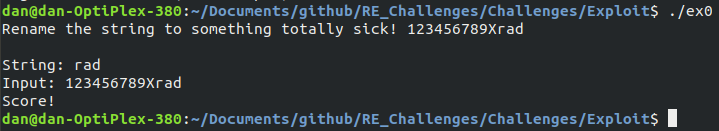 dan@dan-OptiPlex-380:~/Documents/github/RE_Challenges/Challenges/Exploit$ ./ex0
Rename the string to something totally sick! 123456789Xrad
String: rad
Input: 123456789Xrad
Score!
dan@dan-OptiPlex-380:~/Documents/github/RE_Challenges/Challenges/Exploit$